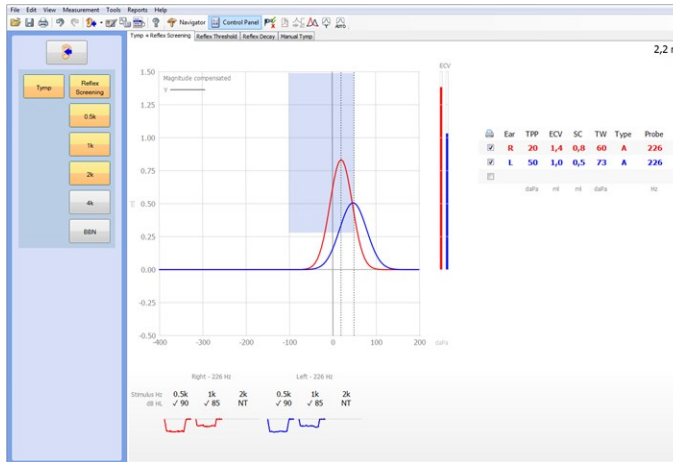 File Edit View Measurement Tools Reports Help
Navigator Control Panel
Tymp + Reflex Screening Reflex Threshold Reflex Decay Manual Tymp
2,2 r
Tymp
Reflex Screening
0.5k
1k
2k
4k
BBN
ECV
Magnitude compensated
Y
1.50
1.25
1.00
0.75
0.50
0.25
0.00
-0.25
-0.50
-400 -300 -200 -100 0 100 200
daPa daPa
Ear TPP ECV SC TW Type Probe
R 20 1,4 0,8 60 A 226
L 50 1,0 0,5 73 A 226
daPa ml ml daPa Hz
Right - 226 Hz Left - 226 Hz
Stimulus Hz 0.5k 1k 2k 0.5k 1k 2k
dB HL ✓ 90 ✓ 85 NT ✓ 90 ✓ 85 NT